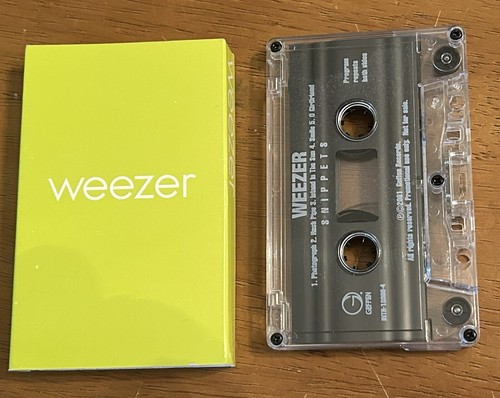 weezer
weezer
WEEZER
SNIPPETS
1. Photograph 2. Hash Pipe 3. Island In The Sun 4. Smile 5. O Girlfriend
Program
repeats
both sides
℗©2001 Geffen Records.
All rights reserved. Promotional use only. Not for sale.
G
GEFFEN